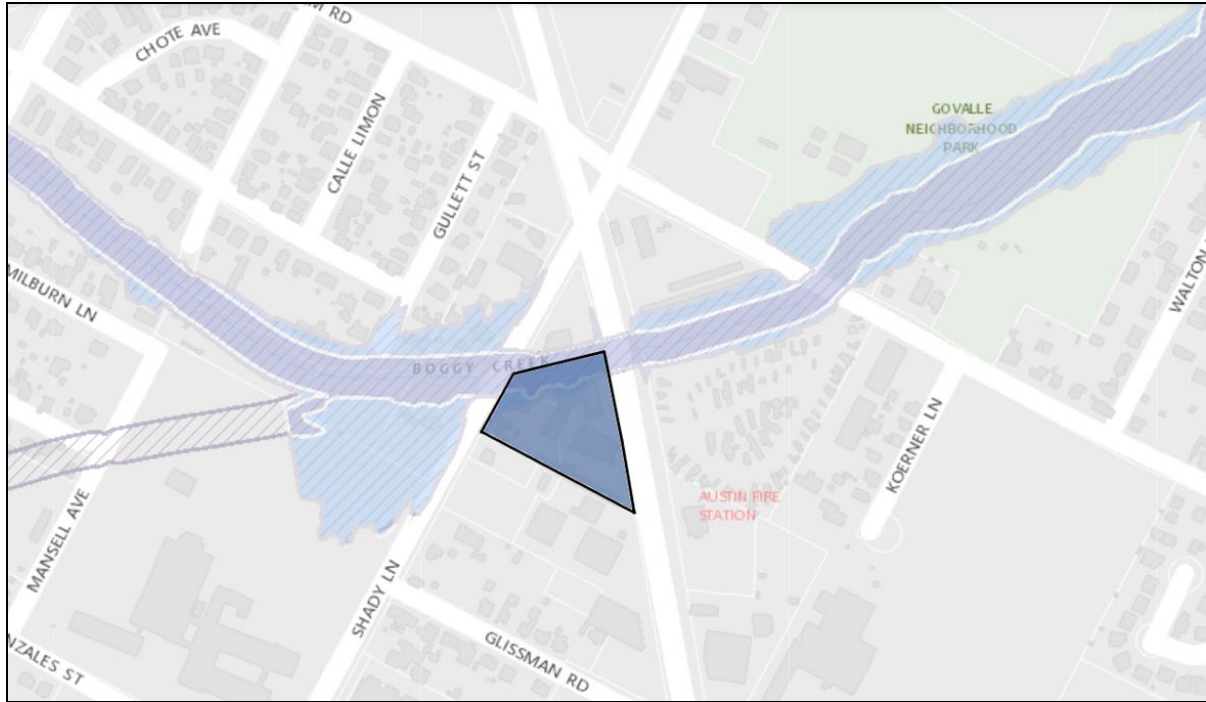 M RD
CHOTE AVE
CALLE LIMON
GULLETT ST
GOVALLE
NEIGHBORHOOD
PARK
MILBURN LN
WALTON
BOGGY CREEK
KOERNER LN
MANSELL AVE
AUSTIN FIRE
STATION
SHADY LN
GLISSMAN RD
NZALES ST